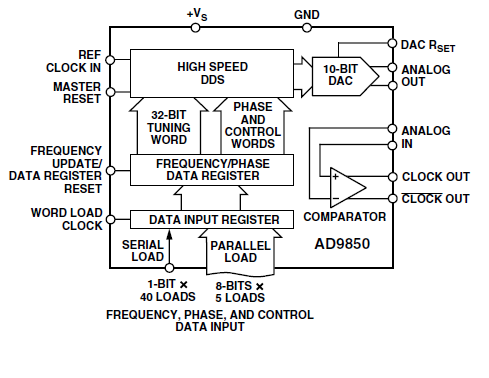 +VS
GND
REF
CLOCK IN
MASTER
RESET
FREQUENCY
UPDATE/
DATA REGISTER
RESET
WORD LOAD
CLOCK
HIGH SPEED
DDS
32-BIT
TUNING
WORD
PHASE
AND
CONTROL
WORDS
FREQUENCY/PHASE
DATA REGISTER
DATA INPUT REGISTER
SERIAL
LOAD
PARALLEL
LOAD
10-BIT
DAC
DAC RSET
ANALOG
OUT
ANALOG
IN
+
−
CLOCK OUT
CLOCK OUT
COMPARATOR
AD9850
1-BIT ×
40 LOADS
8-BITS ×
5 LOADS
FREQUENCY, PHASE, AND CONTROL
DATA INPUT